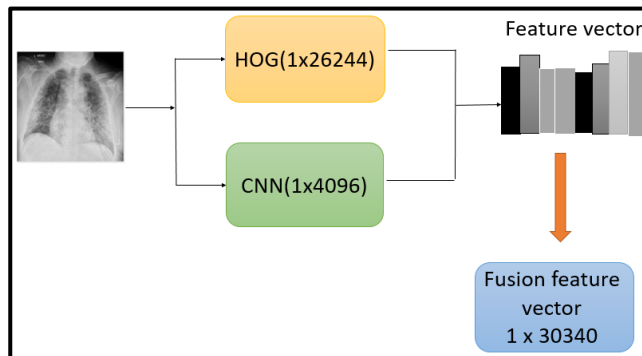 Feature vector
HOG(1x26244)
CNN(1x4096)
Fusion feature
vector
1 x 30340